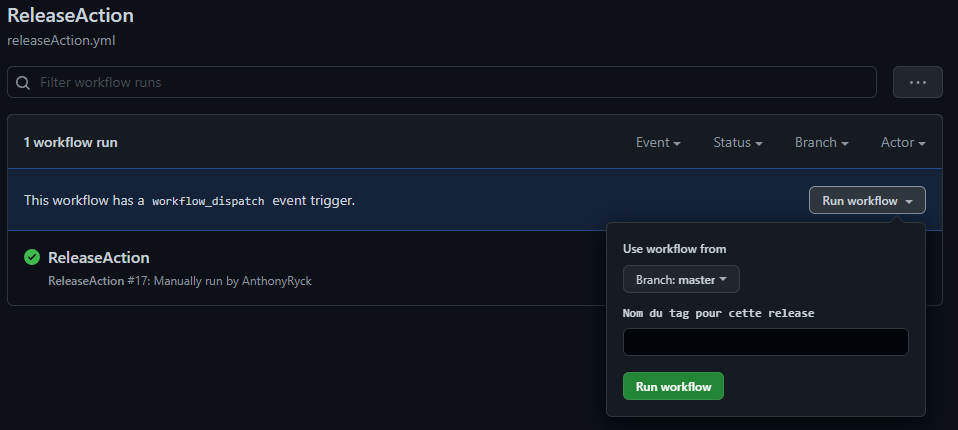 ReleaseAction
releaseAction.yml
Filter workflow runs
...
1 workflow run Event Status Branch Actor
This workflow has a workflow_dispatch event trigger. Run workflow
Use workflow from
ReleaseAction
ReleaseAction #17: Manually run by AnthonyRyck
Branch: master
Nom du tag pour cette release
Run workflow